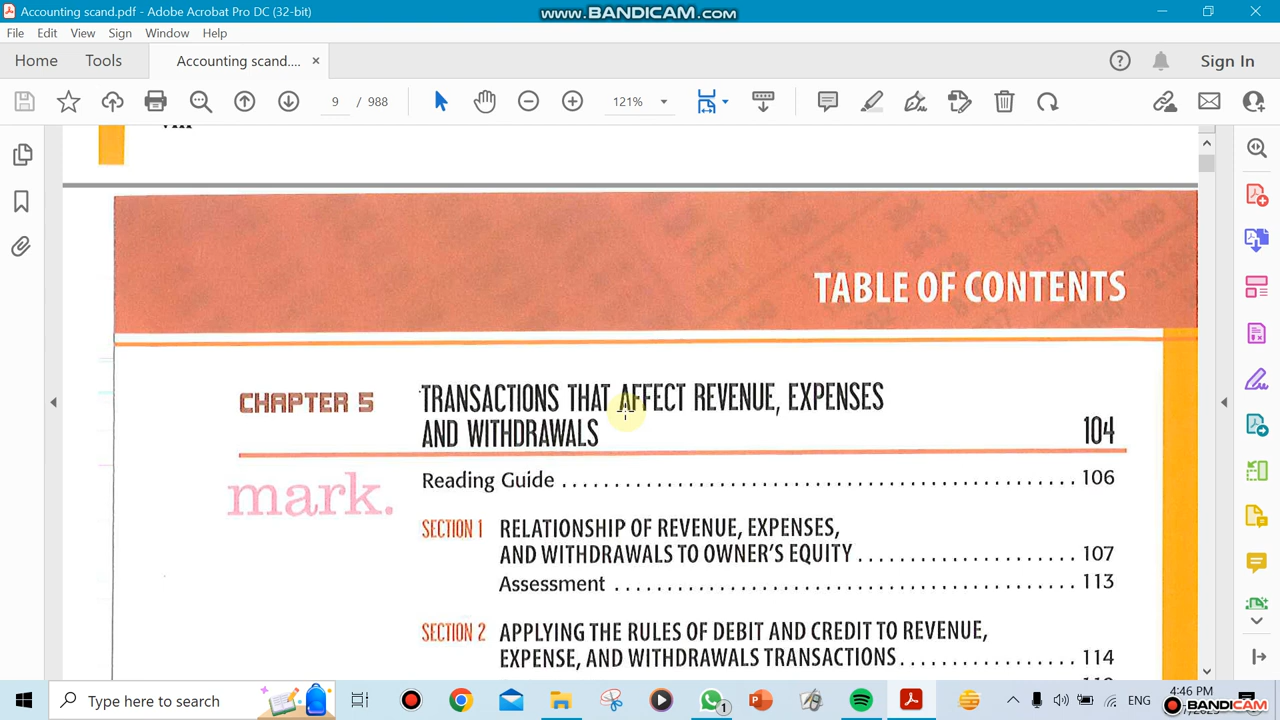 Accounting scand.pdf - Adobe Acrobat Pro DC (32-bit)
www.BANDICAM.com
File Edit View Sign Window Help
Home Tools Accounting scand.... × Sign In
9 / 988 121%
TABLE OF CONTENTS
CHAPTER 5 TRANSACTIONS THAT AFFECT REVENUE, EXPENSES
AND WITHDRAWALS 104
mark.
Reading Guide 106
SECTION 1 RELATIONSHIP OF REVENUE, EXPENSES,
AND WITHDRAWALS TO OWNER'S EQUITY 107
Assessment 113
SECTION 2 APPLYING THE RULES OF DEBIT AND CREDIT TO REVENUE,
EXPENSE, AND WITHDRAWALS TRANSACTIONS 114
Type here to search 1 ENG 4:46 PM
BANDICAM